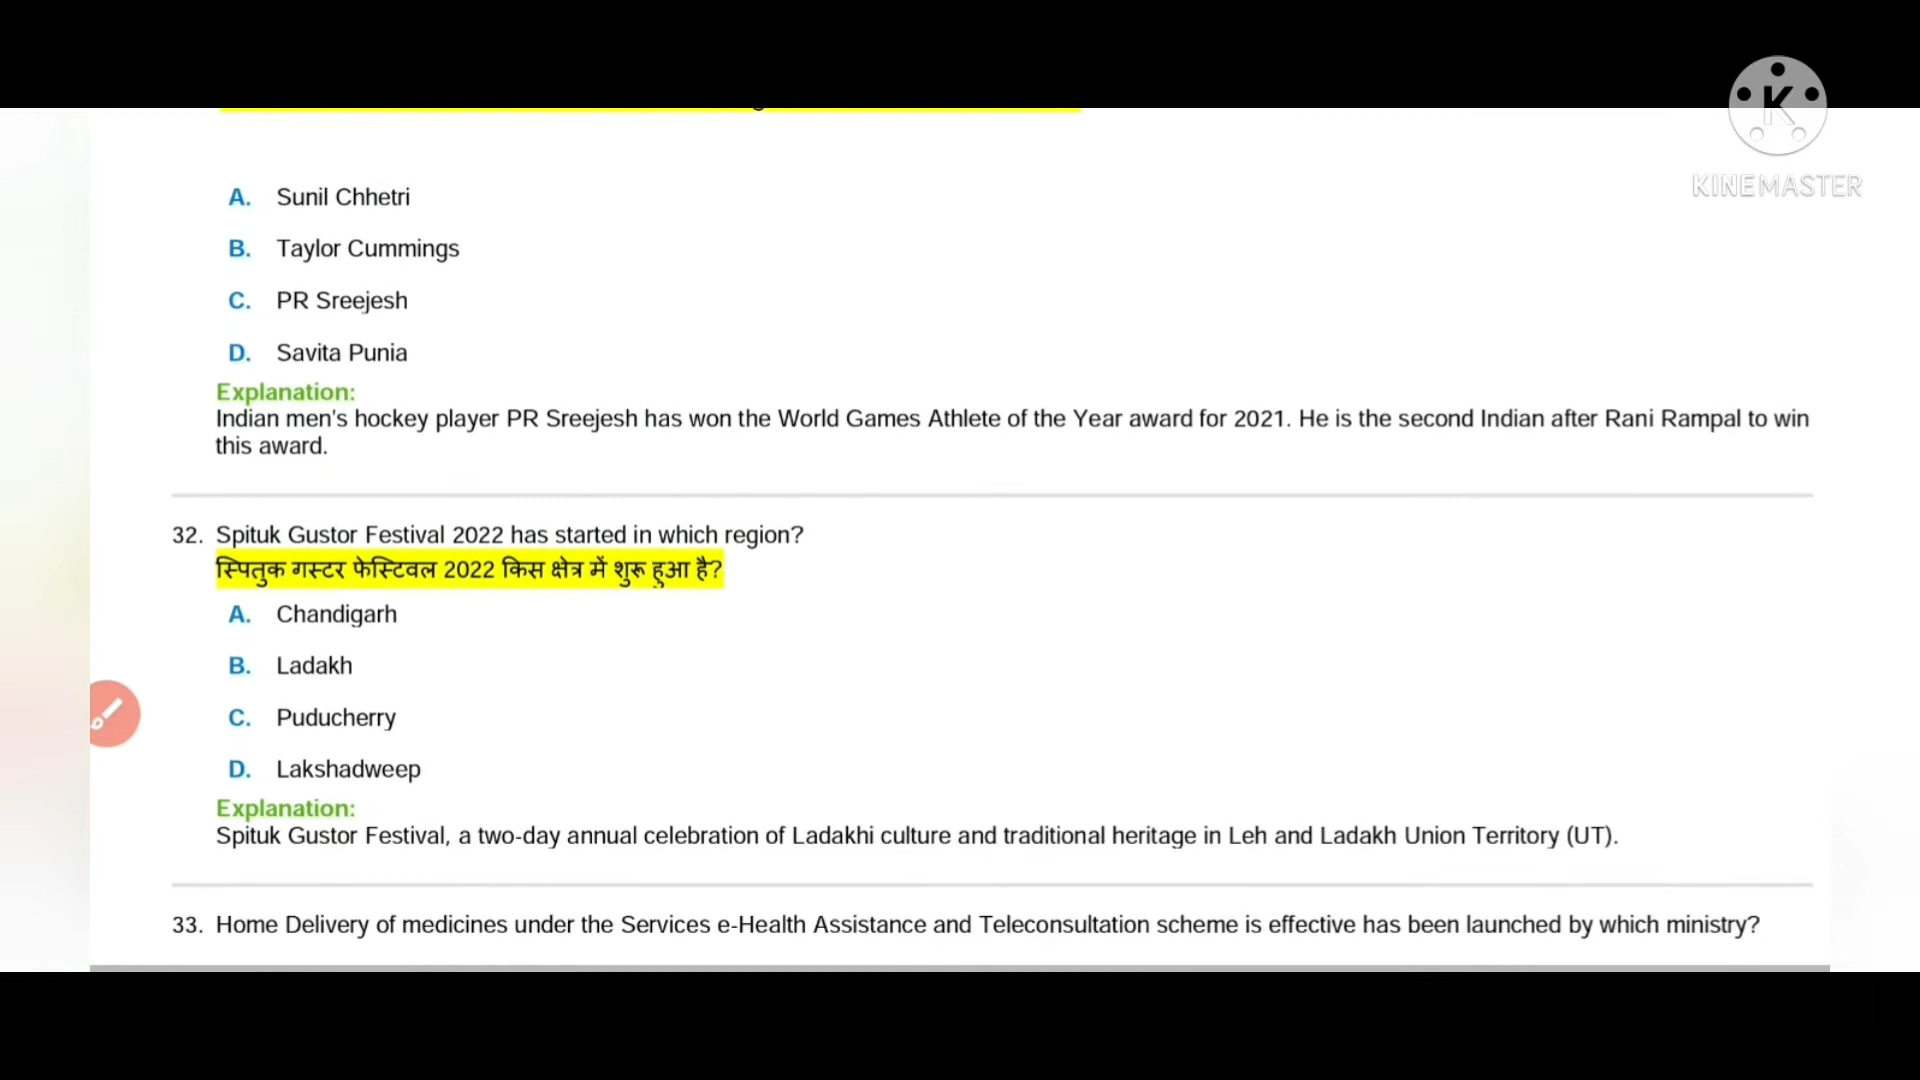 K
KINEMASTER
A. Sunil Chhetri
B. Taylor Cummings
C. PR Sreejesh
D. Savita Punia
Explanation:
Indian men's hockey player PR Sreejesh has won the World Games Athlete of the Year award for 2021. He is the second Indian after Rani Rampal to win
this award.
32. Spituk Gustor Festival 2022 has started in which region?
स्पितुक गस्टर फेस्टिवल 2022 किस क्षेत्र में शुरू हुआ है?
A. Chandigarh
B. Ladakh
C. Puducherry
D. Lakshadweep
Explanation:
Spituk Gustor Festival, a two-day annual celebration of Ladakhi culture and traditional heritage in Leh and Ladakh Union Territory (UT).
33. Home Delivery of medicines under the Services e-Health Assistance and Teleconsultation scheme is effective has been launched by which ministry?